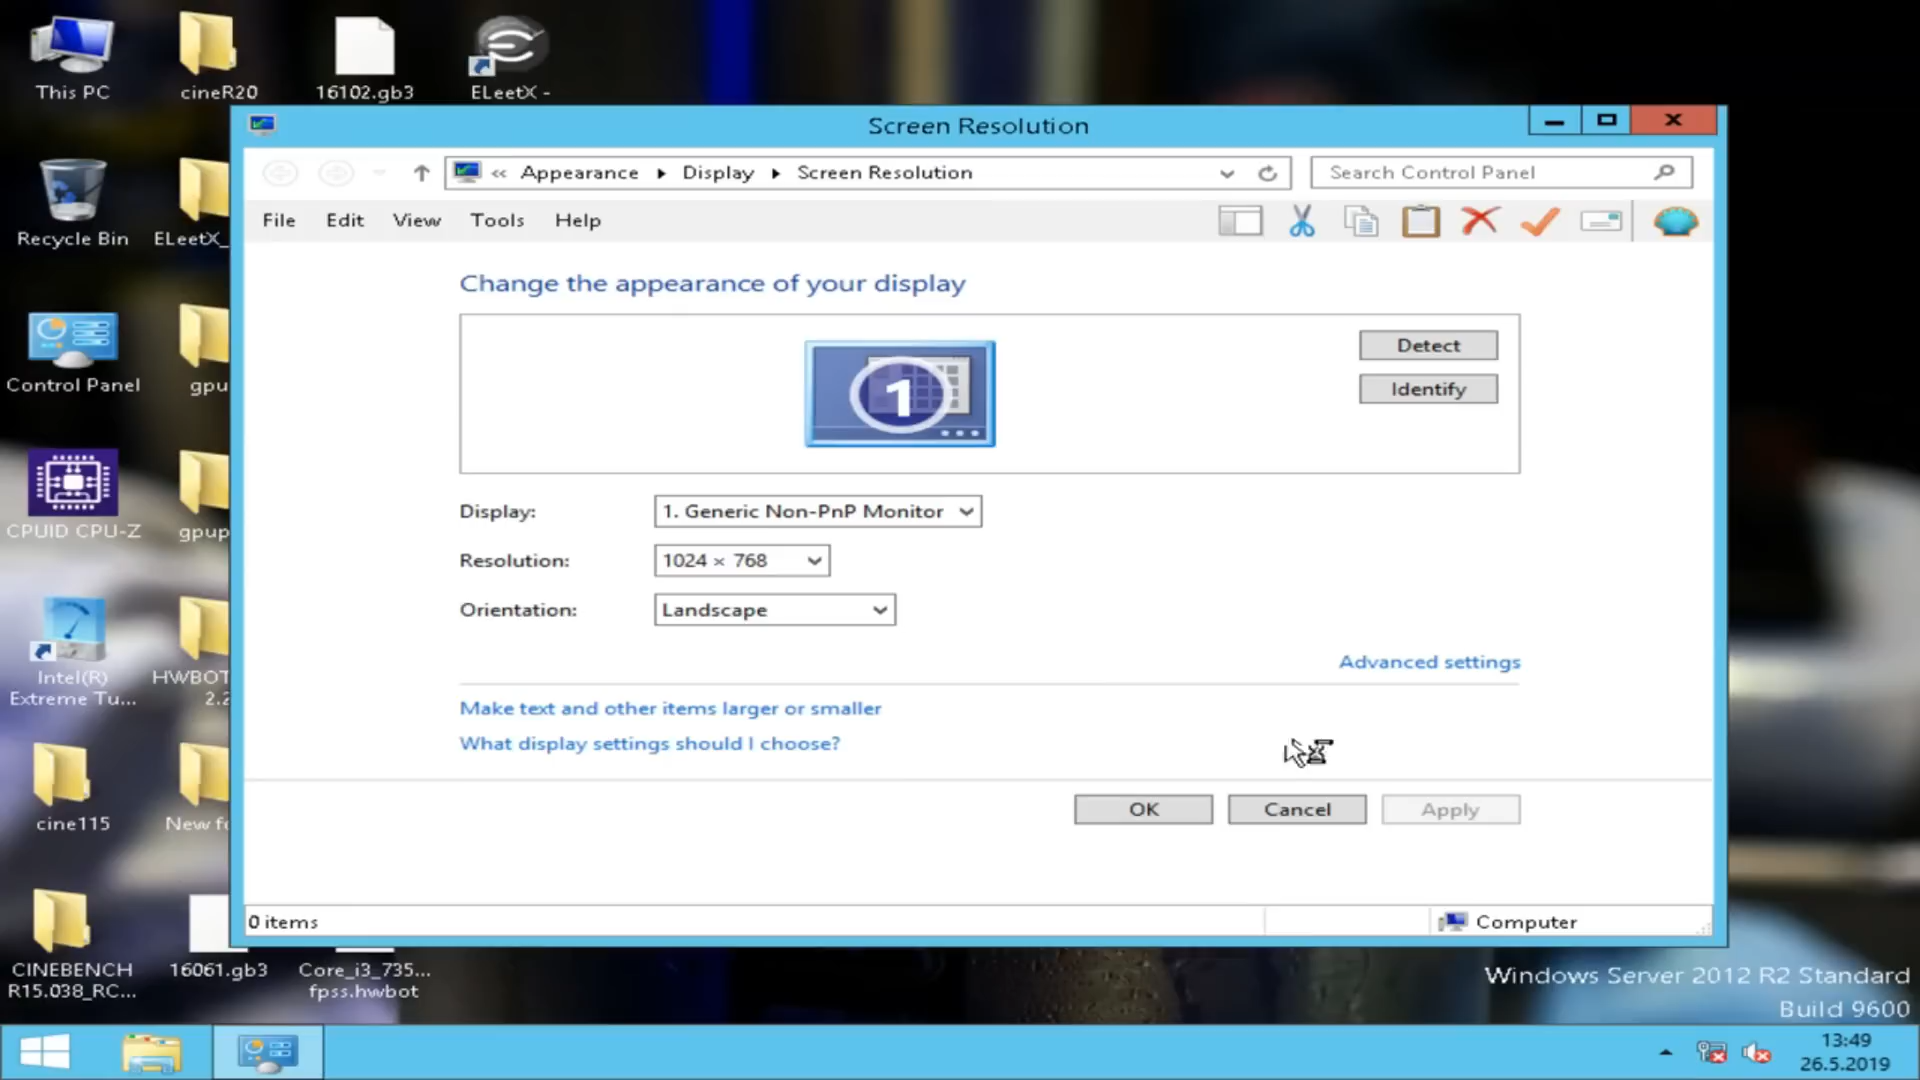 This PC
cineR20
16102.gb3
ELeetX -
Screen Resolution
Appearance
Display
Screen Resolution
Search Control Panel
File
Edit
View
Tools
Help
Recycle Bin
ELeetX_
Change the appearance of your display
1
Detect
Identify
Control Panel
gpu
Display:
1. Generic Non-PnP Monitor
CPUID CPU-Z
gpup
Resolution:
1024 × 768
Orientation:
Landscape
Advanced settings
Intel(R)
Extreme Tu...
HWBOT
2.2
Make text and other items larger or smaller
What display settings should I choose?
cine115
New f
OK
Cancel
Apply
0 items
Computer
CINEBENCH
R15.038_RC...
16061.gb3
Core_i3_735...
fpss.hwbot
Windows Server 2012 R2 Standard
Build 9600
13:49
26.5.2019